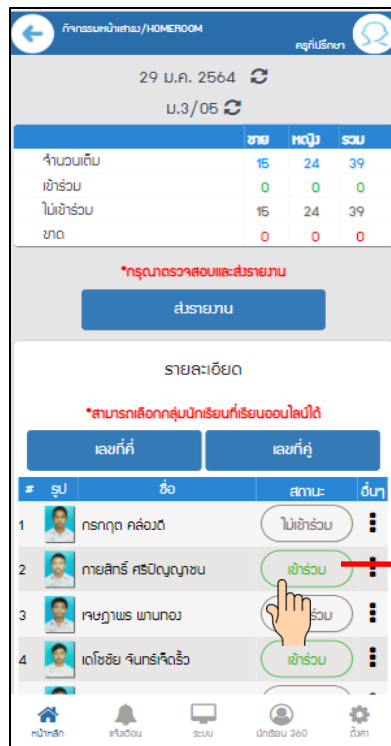 กิจกรรมหน้าเสาธง/HOMEROOM
ครูที่ปรึกษา
29 ม.ค. 2564
ม.3/05
ชาย หญิง รวม
จำนวนเต็ม 15 24 39
เข้าร่วม 0 0 0
ไม่เข้าร่วม 15 24 39
ขาด 0 0 0
*กรุณาตรวจสอบและส่งรายงาน
ส่งรายงาน
รายละเอียด
*สามารถเลือกกลุ่มนักเรียนที่เรียนออนไลน์ได้
เลขที่คี่ เลขที่คู่
# รูป ชื่อ สถานะ อื่นๆ
1 กรกฤต คล่องดี ไม่เข้าร่วม
2 กายสิทธิ์ ศรีปัญญาชน เข้าร่วม
3 เจษฎาพร พานทอง ร่วม
4 เดโชชัย จันทร์เจ็ดริ้ว เข้าร่วม
หน้าหลัก แจ้งเตือน ระบบ นักเรียน 360 ตั้งค่า